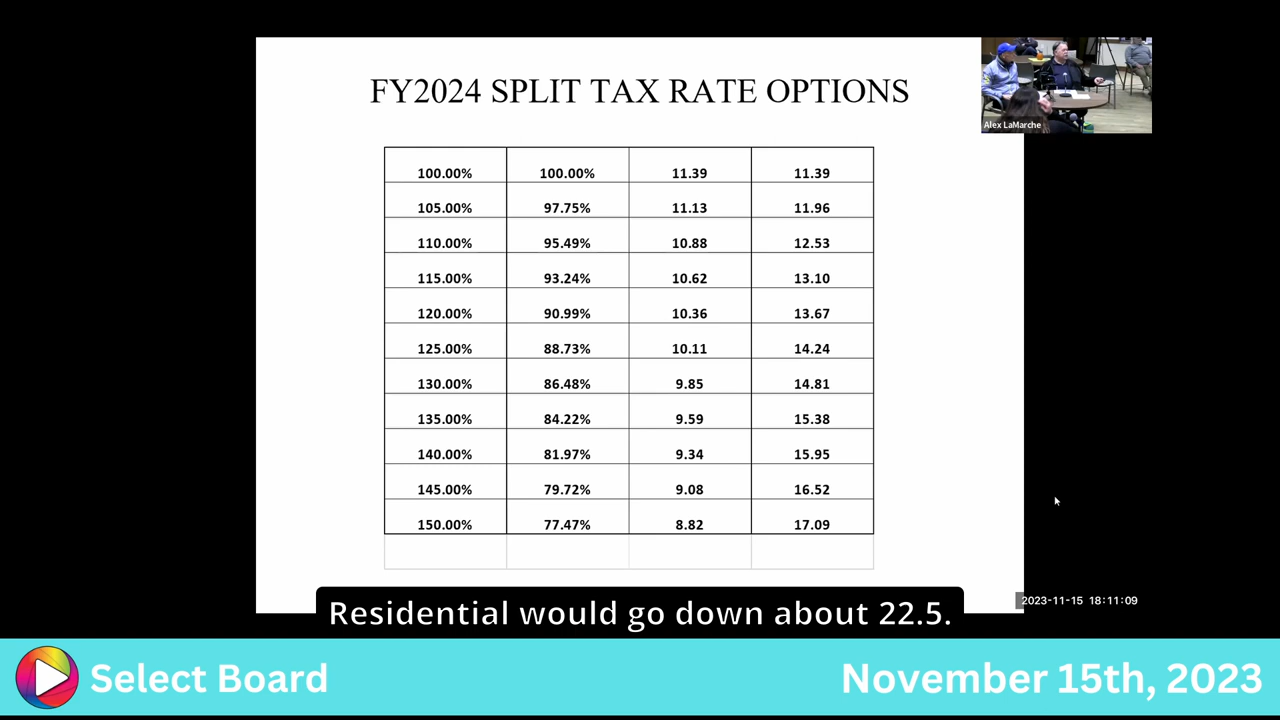 FY2024 SPLIT TAX RATE OPTIONS
Alex LaMarche
100.00% 100.00% 11.39 11.39
105.00% 97.75% 11.13 11.96
110.00% 95.49% 10.88 12.53
115.00% 93.24% 10.62 13.10
120.00% 90.99% 10.36 13.67
125.00% 88.73% 10.11 14.24
130.00% 86.48% 9.85 14.81
135.00% 84.22% 9.59 15.38
140.00% 81.97% 9.34 15.95
145.00% 79.72% 9.08 16.52
150.00% 77.47% 8.82 17.09
2023-11-15 18:11:09
Residential would go down about 22.5.
Select Board
November 15th, 2023